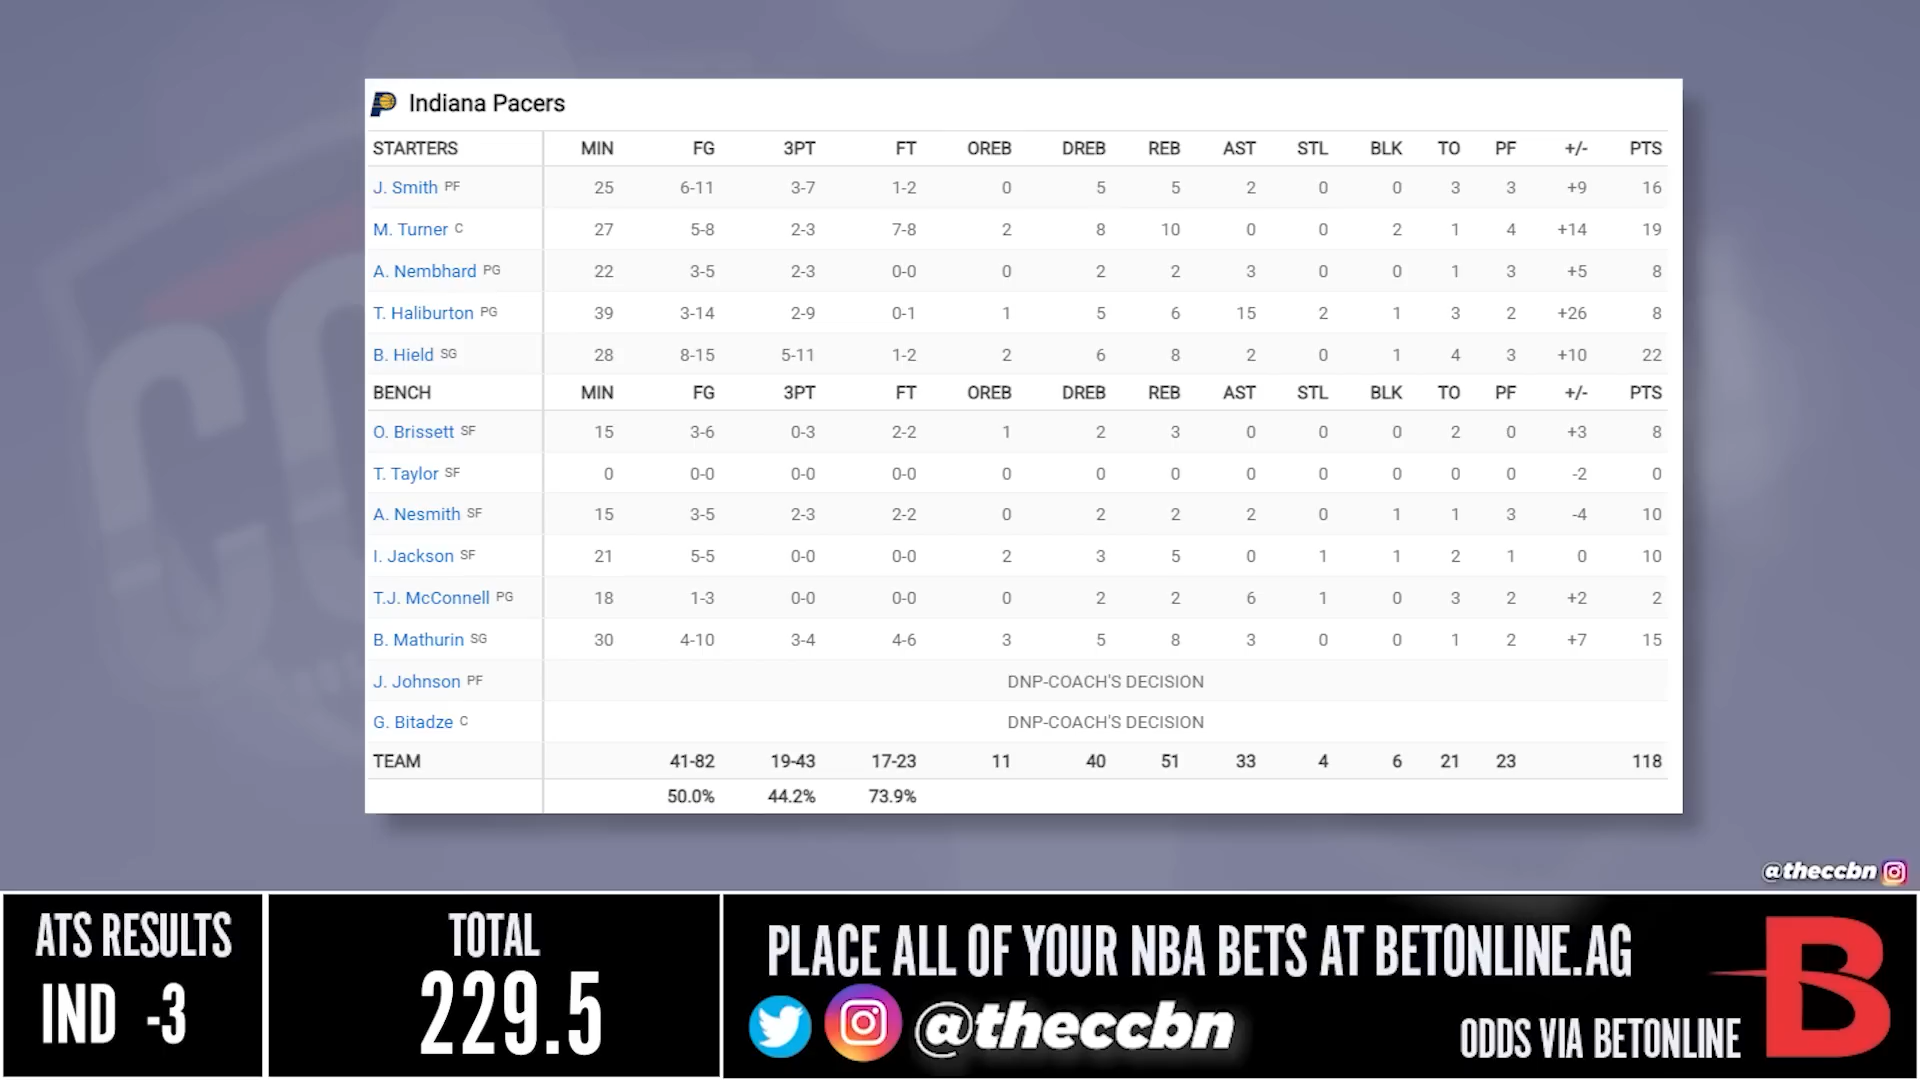 Indiana Pacers
STARTERS MIN FG 3PT FT OREB DREB REB AST STL BLK TO PF +/- PTS
J. Smith PF 25 6-11 3-7 1-2 0 5 5 2 0 0 3 3 +9 16
M. Turner C 27 5-8 2-3 7-8 2 8 10 0 0 2 1 4 +14 19
A. Nembhard PG 22 3-5 2-3 0-0 0 2 2 3 0 0 1 3 +5 8
T. Haliburton PG 39 3-14 2-9 0-1 1 5 6 15 2 1 3 2 +26 8
B. Hield SG 28 8-15 5-11 1-2 2 6 8 2 0 1 4 3 +10 22
BENCH MIN FG 3PT FT OREB DREB REB AST STL BLK TO PF +/- PTS
O. Brissett SF 15 3-6 0-3 2-2 1 2 3 0 0 0 2 0 +3 8
T. Taylor SF 0 0-0 0-0 0-0 0 0 0 0 0 0 0 0 -2 0
A. Nesmith SF 15 3-5 2-3 2-2 0 2 2 2 0 1 1 3 -4 10
I. Jackson SF 21 5-5 0-0 0-0 2 3 5 0 1 1 2 1 0 10
T.J. McConnell PG 18 1-3 0-0 0-0 0 2 2 6 1 0 3 2 +2 2
B. Mathurin SG 30 4-10 3-4 4-6 3 5 8 3 0 0 1 2 +7 15
J. Johnson PF DNP-COACH'S DECISION
G. Bitadze C DNP-COACH'S DECISION
TEAM 41-82 19-43 17-23 11 40 51 33 4 6 21 23 118
50.0% 44.2% 73.9%
@theccbn
ATS RESULTS
IND -3
TOTAL
229.5
PLACE ALL OF YOUR NBA BETS AT BETONLINE.AG
@theccbn
ODDS VIA BETONLINE
B